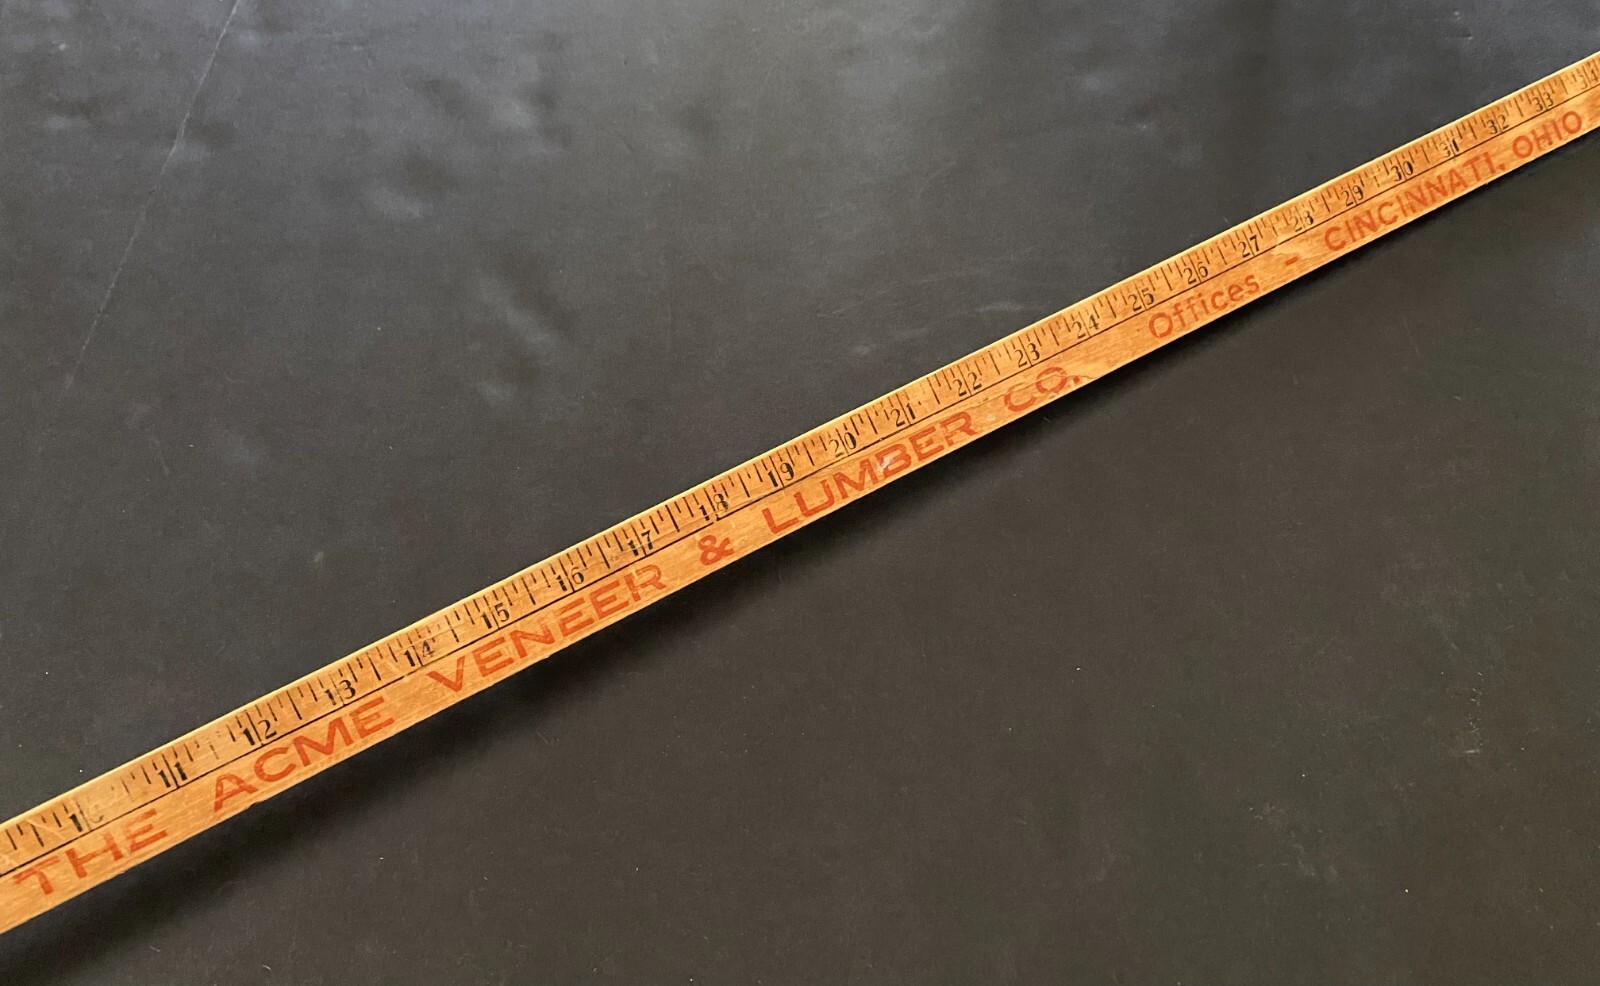 10 11 12 13 14 15 16 17 18 19 20 21 22 23 24 25 26 27 28 29 30 31 32 33 34
THE ACME VENEER & LUMBER CO. Offices - CINCINNATI, OHIO